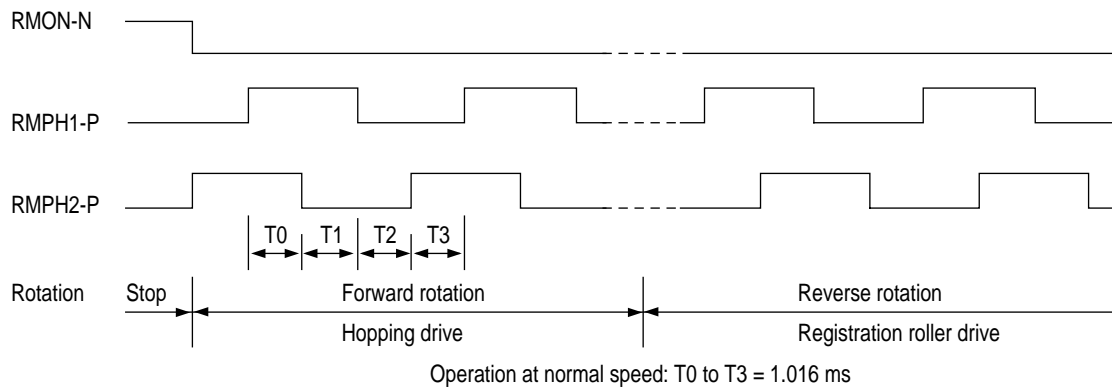 RMON-N
RMPH1-P
RMPH2-P
T0 T1 T2 T3
Rotation Stop Forward rotation Reverse rotation
Hopping drive Registration roller drive
Operation at normal speed: T0 to T3 = 1.016 ms